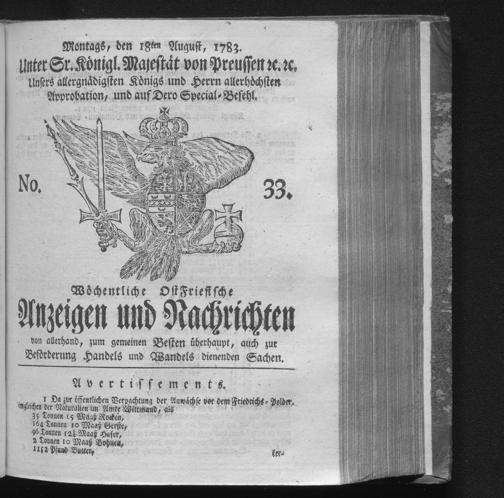 Montags, den 18ten August, 1783.
Unter Sr. Königl. Majestät von Preussen ꝛc. ꝛc.
Unsers allergnädigsten Königs und Herrn allerhöchsten
Approbation, und auf Dero Special-Befehl.
No. 33.
Wöchentliche OstFriesische
Anzeigen und Nachrichten
von allerhand, zum gemeinen Besten überhaupt, auch zur
Beförderung Handels und Wandels dienenden Sachen.
Avertissements.
1 Da zur öffentlichen Verpachtung der Anwächse vor dem Friedrichs-Polder,
imgleichen der Naturalien im Amte Wittmund, als
35 Tonnen 15 Maaß Rocken,
164 Tonnen 10 Maaß Gerste,
96 Tonnen 12½ Maaß Hafer,
2 Tonnen 10 Maaß Bohnen,
1152 Pfund Butter,
fer-